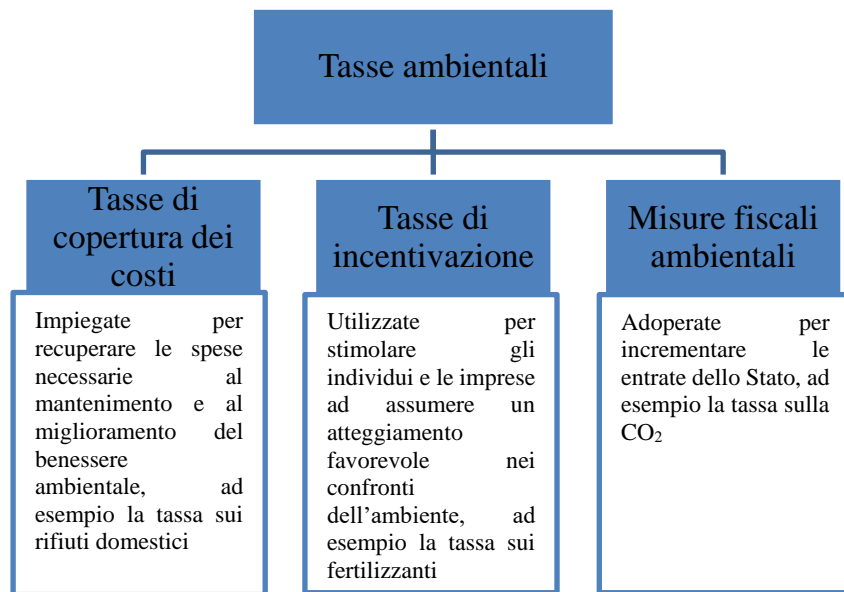 Tasse ambientali
Tasse di
copertura dei
costi
Impiegate per
recuperare le spese
necessarie al
mantenimento e al
miglioramento del
benessere
ambientale, ad
esempio la tassa sui
rifiuti domestici
Tasse di
incentivazione
Utilizzate per
stimolare gli
individui e le imprese
ad assumere un
atteggiamento
favorevole nei
confronti
dell’ambiente, ad
esempio la tassa sui
fertilizzanti
Misure fiscali
ambientali
Adoperate per
incrementare le
entrate dello Stato, ad
esempio la tassa sulla
CO₂